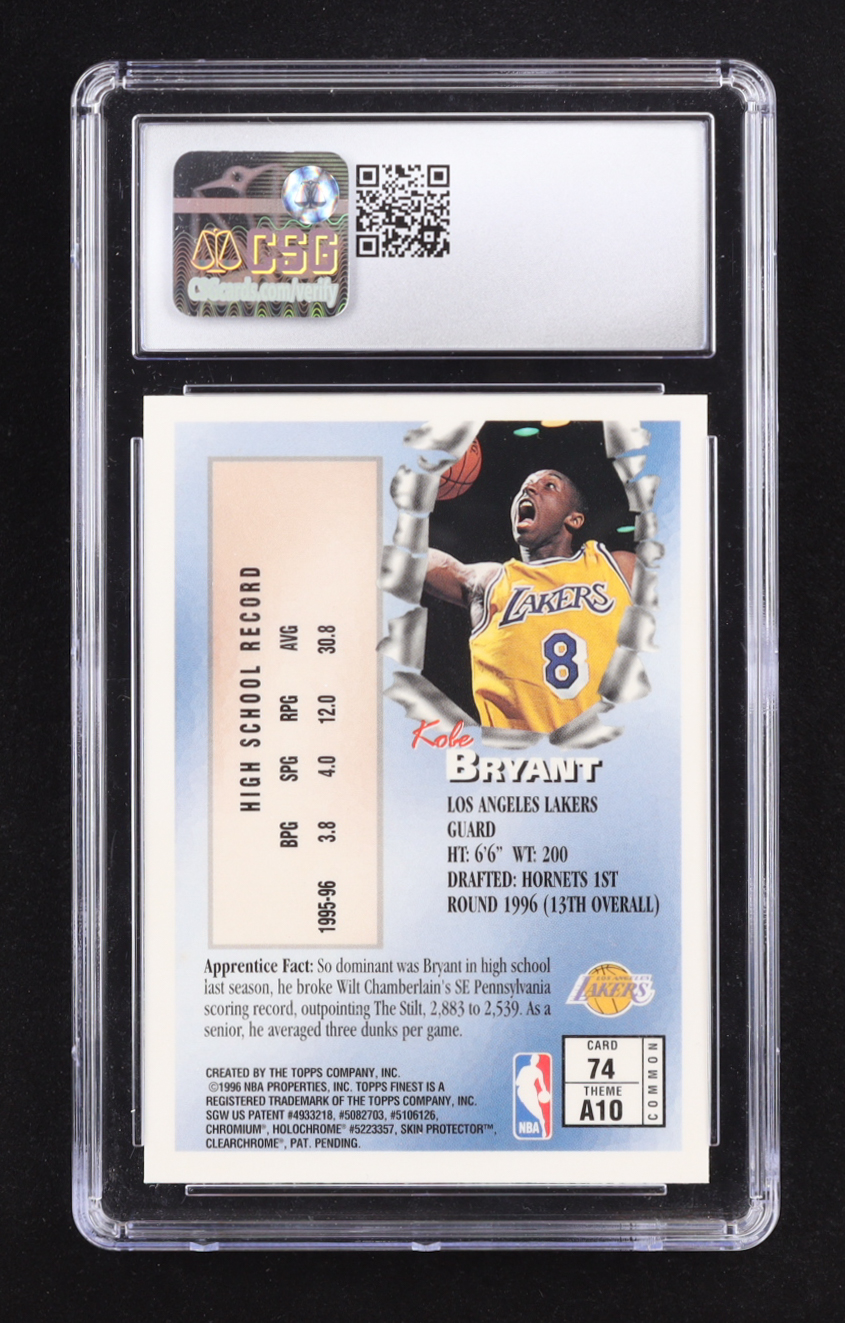 CSG
CSGcards.com/verify
LAKERS
8
Kobe
BRYANT
LOS ANGELES LAKERS
GUARD
HT: 6'6" WT: 200
DRAFTED: HORNETS 1ST
ROUND 1996 (13TH OVERALL)
HIGH SCHOOL RECORD
BPG SPG RPG AVG
1995-96 3.8 4.0 12.0 30.8
Apprentice Fact: So dominant was Bryant in high school
last season, he broke Wilt Chamberlain's SE Pennsylvania
scoring record, outpointing The Stilt, 2,883 to 2,539. As a
senior, he averaged three dunks per game.
LOS ANGELES
LAKERS
CREATED BY THE TOPPS COMPANY, INC.
©1996 NBA PROPERTIES, INC. TOPPS FINEST IS A
REGISTERED TRADEMARK OF THE TOPPS COMPANY, INC.
SGW US PATENT #4933218, #5082703, #5106126,
CHROMIUM®, HOLOCHROME® #5223357, SKIN PROTECTOR™,
CLEARCHROME®, PAT. PENDING.
NBA
CARD
74
THEME
A10
COMMON